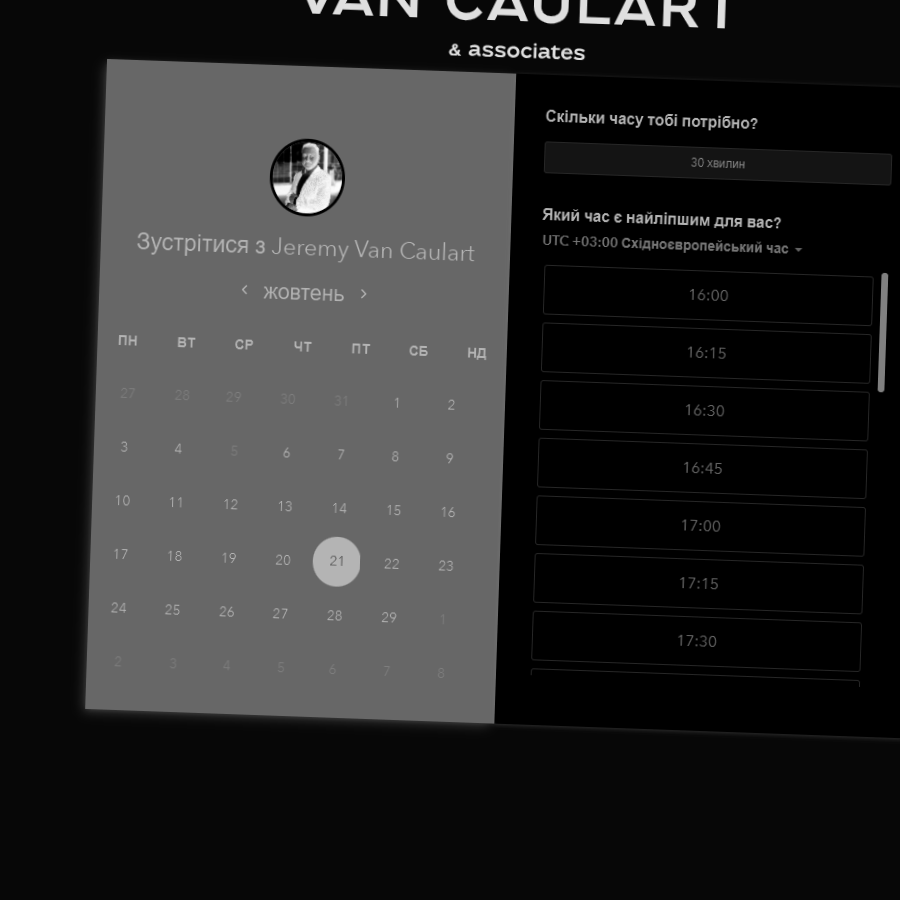 VAN CAULART
& associates
Зустрітися з Jeremy Van Caulart
‹ жовтень ›
ПН ВТ СР ЧТ ПТ СБ НД
27 28 29 30 31 1 2
3 4 5 6 7 8 9
10 11 12 13 14 15 16
17 18 19 20 21 22 23
24 25 26 27 28 29 1
2 3 4 5 6 7 8
Скільки часу тобі потрібно?
30 хвилин
Який час є найліпшим для вас?
UTC +03:00 Східноєвропейський час
16:00
16:15
16:30
16:45
17:00
17:15
17:30